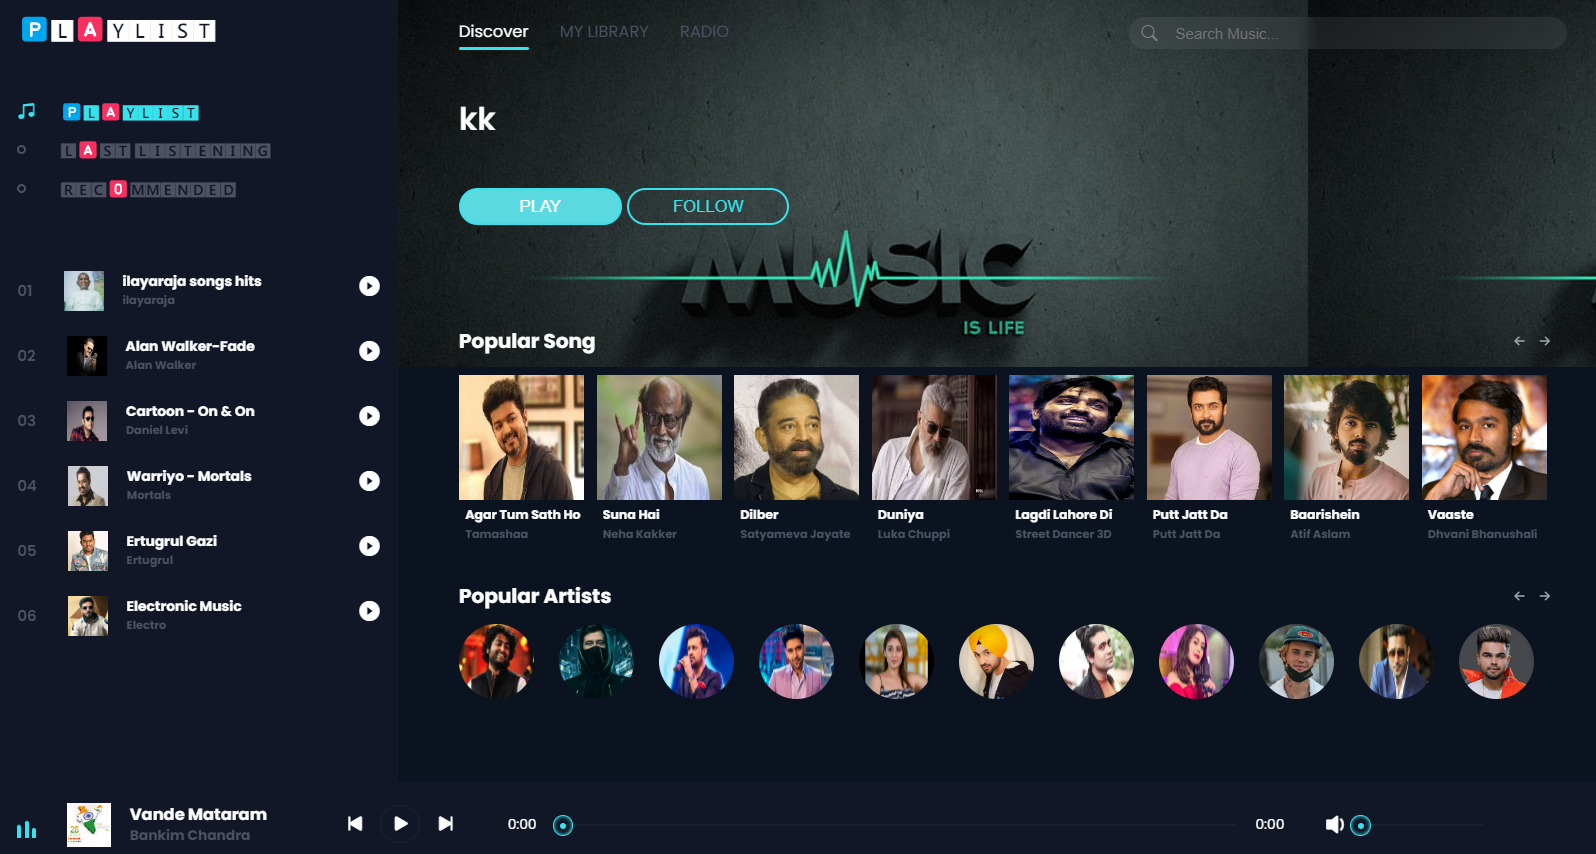 PLAYLIST
PLAYLIST
LAST LISTENING
RECOMMENDED
01
ilayaraja songs hits
ilayaraja
02
Alan Walker-Fade
Alan Walker
03
Cartoon - On & On
Daniel Levi
04
Warriyo - Mortals
Mortals
05
Ertugrul Gazi
Ertugrul
06
Electronic Music
Electro
Discover
MY LIBRARY
RADIO
Search Music...
kk
PLAY
FOLLOW
MUSIC
IS LIFE
Popular Song
Agar Tum Sath Ho
Tamashaa
Suna Hai
Neha Kakker
Dilber
Satyameva Jayate
Duniya
Luka Chuppi
Lagdi Lahore Di
Street Dancer 3D
Putt Jatt Da
Putt Jatt Da
Baarishein
Atif Aslam
Vaaste
Dhvani Bhanushali
Popular Artists
Vande Mataram
Bankim Chandra
0:00
0:00